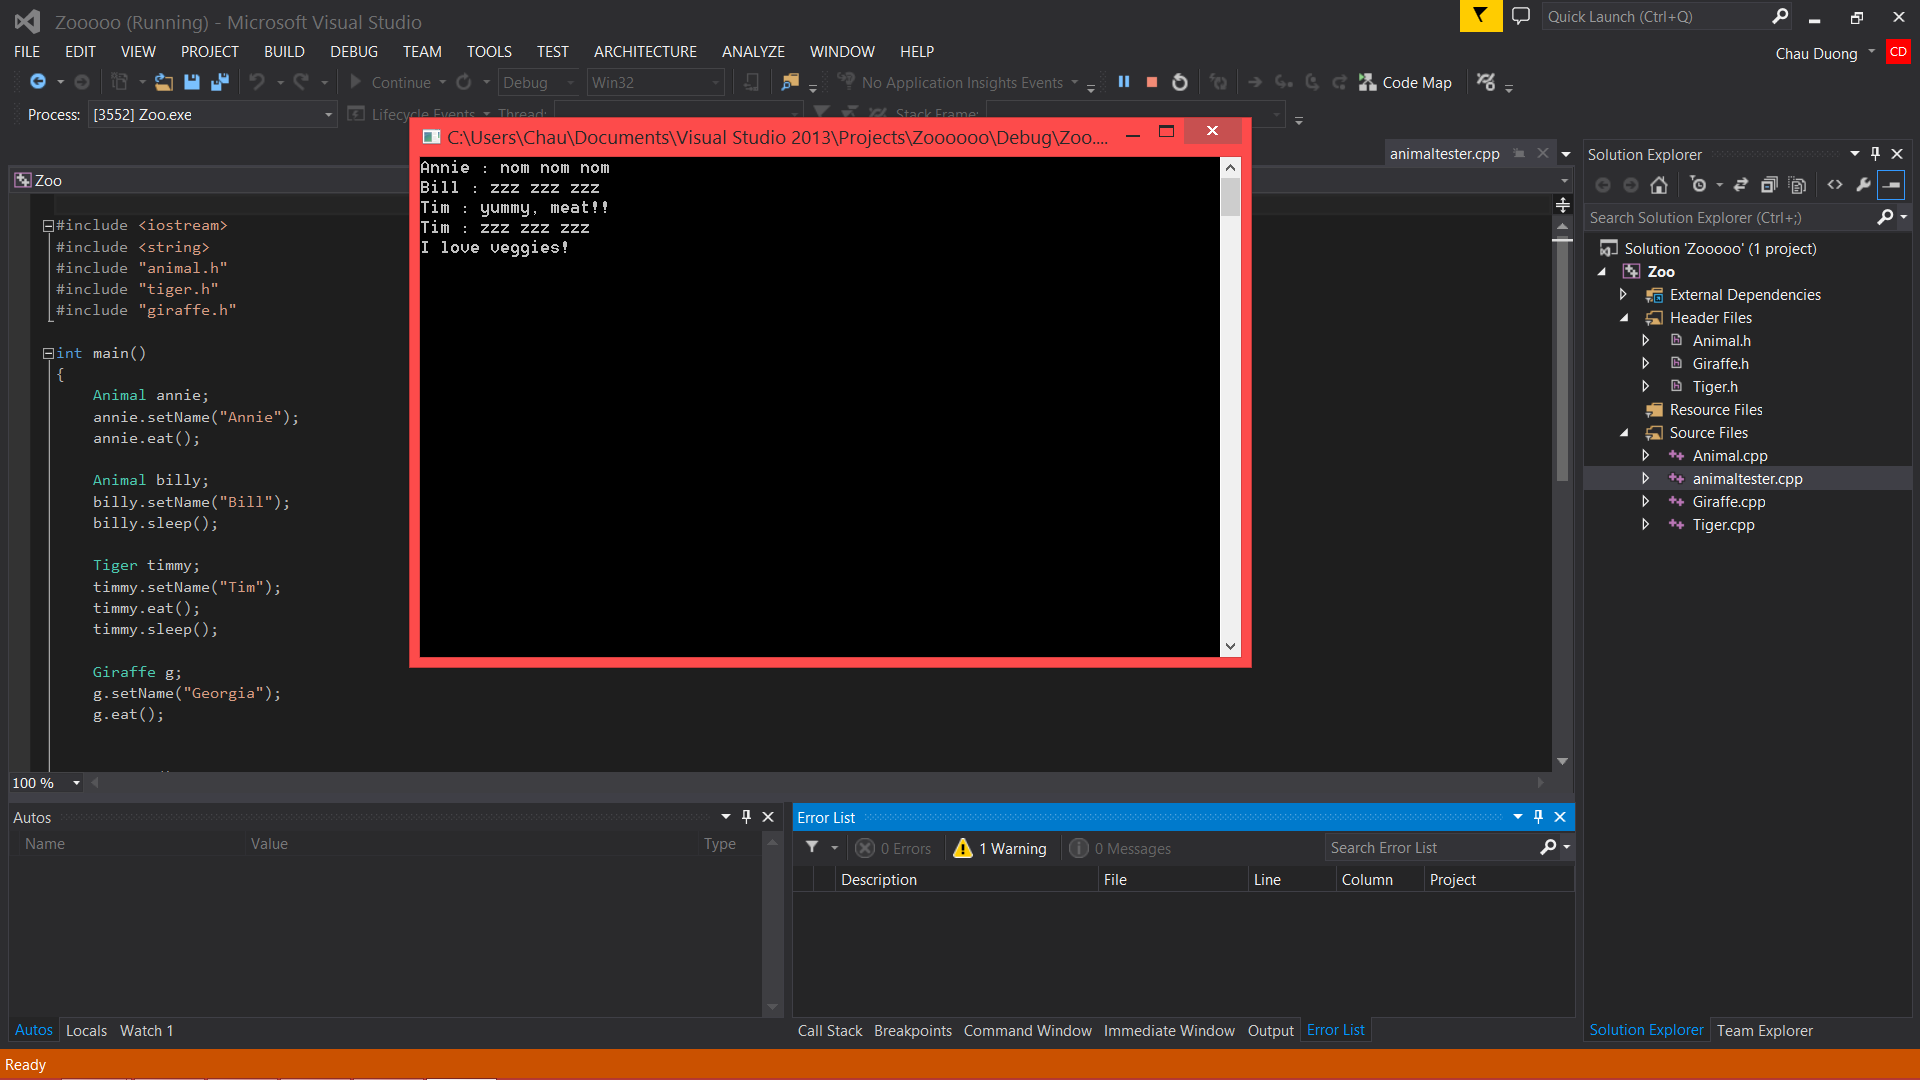 Zooooo (Running) - Microsoft Visual Studio
Quick Launch (Ctrl+Q)
FILE EDIT VIEW PROJECT BUILD DEBUG TEAM TOOLS TEST ARCHITECTURE ANALYZE WINDOW HELP
Chau Duong CD
Continue Debug Win32 No Application Insights Events Code Map
Process: [3552] Zoo.exe Lifecycle Events Thread: Stack Frame:
C:\Users\Chau\Documents\Visual Studio 2013\Projects\Zoooooo\Debug\Zoo....
Annie : nom nom nom
Bill : zzz zzz zzz
Tim : yummy, meat!!
Tim : zzz zzz zzz
I love veggies!
animaltester.cpp
Zoo
#include <iostream>
#include <string>
#include "animal.h"
#include "tiger.h"
#include "giraffe.h"
int main()
{
Animal annie;
annie.setName("Annie");
annie.eat();
Animal billy;
billy.setName("Bill");
billy.sleep();
Tiger timmy;
timmy.setName("Tim");
timmy.eat();
timmy.sleep();
Giraffe g;
g.setName("Georgia");
g.eat();
100 %
Solution Explorer
Search Solution Explorer (Ctrl+;)
Solution 'Zooooo' (1 project)
Zoo
External Dependencies
Header Files
Animal.h
Giraffe.h
Tiger.h
Resource Files
Source Files
Animal.cpp
animaltester.cpp
Giraffe.cpp
Tiger.cpp
Autos
Name Value Type
Autos Locals Watch 1
Error List
0 Errors 1 Warning 0 Messages Search Error List
Description File Line Column Project
Call Stack Breakpoints Command Window Immediate Window Output Error List
Solution Explorer Team Explorer
Ready